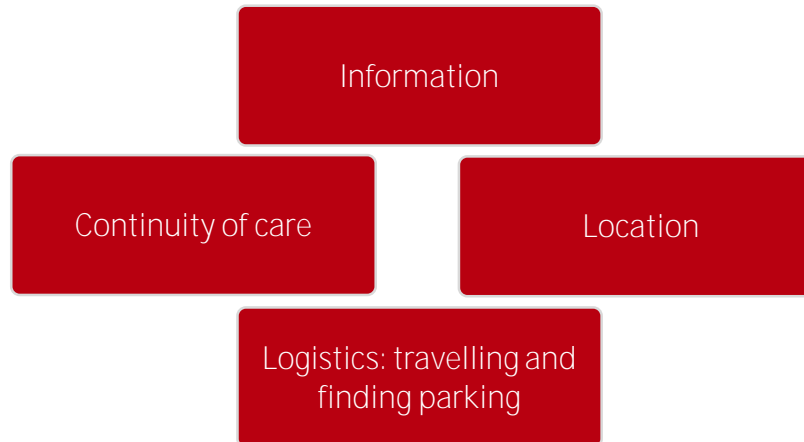 Information
Continuity of care
Location
Logistics: travelling and
finding parking